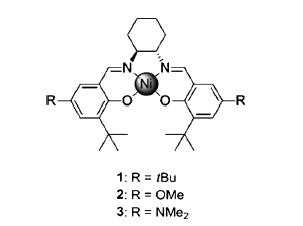 N N
Ni
R O O R
1: R = tBu
2: R = OMe
3: R = NMe2